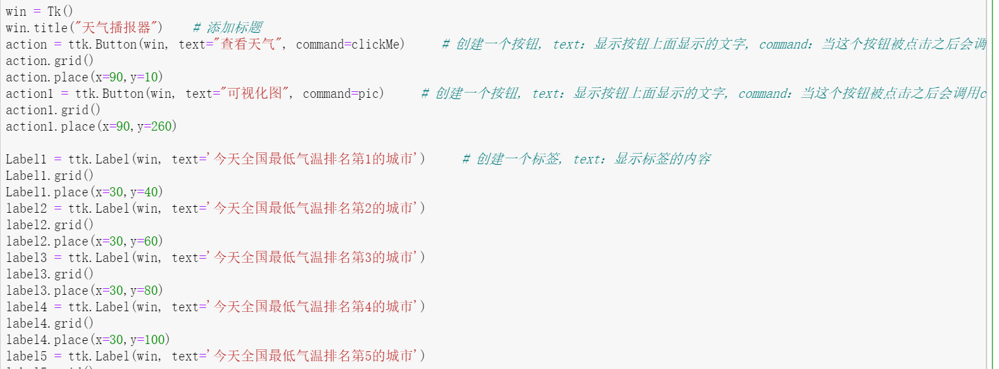 win = Tk()
win.title("天气播报器")    # 添加标题
action = ttk.Button(win, text="查看天气", command=clickMe)     # 创建一个按钮, text：显示按钮上面显示的文字, command：当这个按钮被点击之后会调
action.grid()
action.place(x=90,y=10)
action1 = ttk.Button(win, text="可视化图", command=pic)     # 创建一个按钮, text：显示按钮上面显示的文字, command：当这个按钮被点击之后会调用c
action1.grid()
action1.place(x=90,y=260)
Label1 = ttk.Label(win, text='今天全国最低气温排名第1的城市')     # 创建一个标签, text：显示标签的内容
Label1.grid()
Label1.place(x=30,y=40)
label2 = ttk.Label(win, text='今天全国最低气温排名第2的城市')
label2.grid()
label2.place(x=30,y=60)
label3 = ttk.Label(win, text='今天全国最低气温排名第3的城市')
label3.grid()
label3.place(x=30,y=80)
label4 = ttk.Label(win, text='今天全国最低气温排名第4的城市')
label4.grid()
label4.place(x=30,y=100)
label5 = ttk.Label(win, text='今天全国最低气温排名第5的城市')